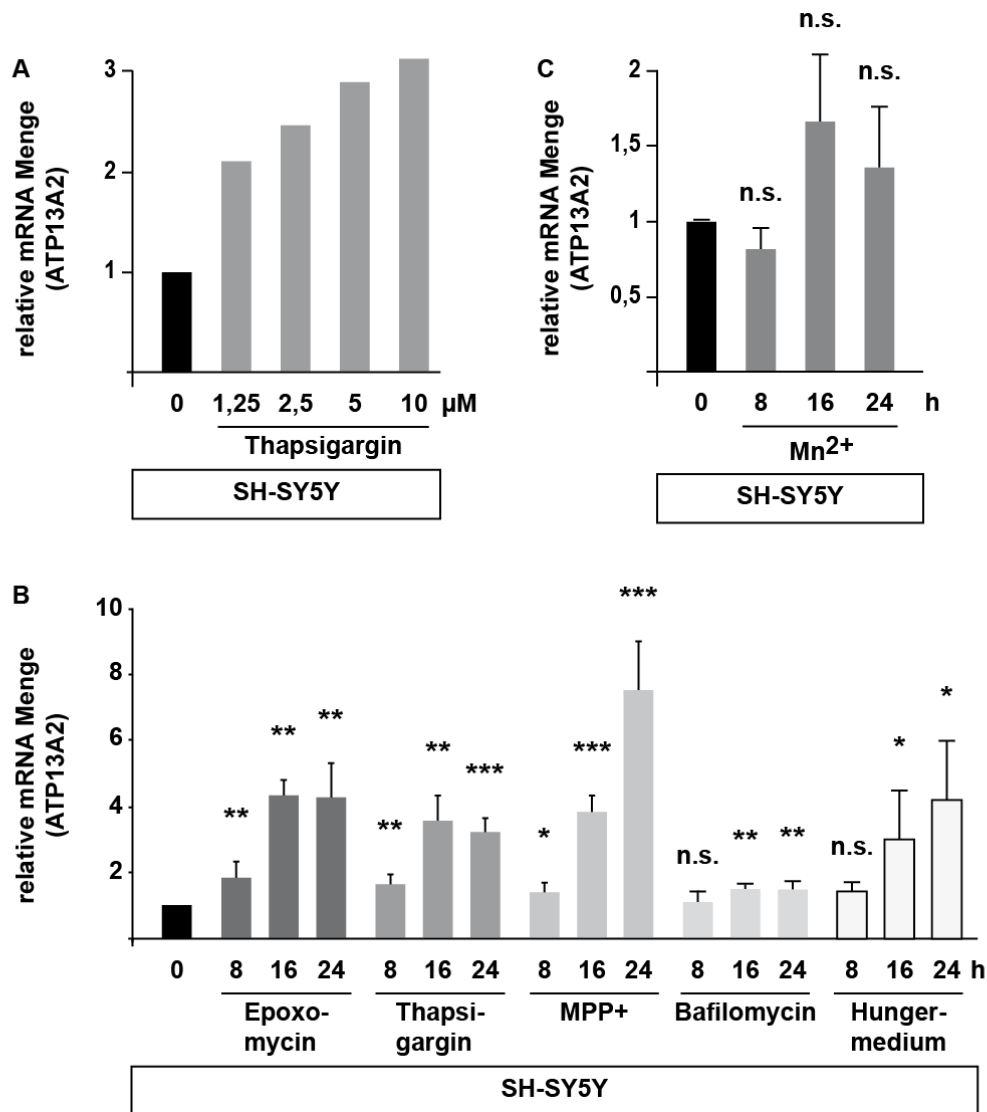 A
relative mRNA Menge
(ATP13A2)
3
2
1
0 1,25 2,5 5 10 µM
Thapsigargin
SH-SY5Y
C
relative mRNA Menge
(ATP13A2)
2
1,5
1
0,5
n.s.
n.s.
n.s.
0 8 16 24 h
Mn2+
SH-SY5Y
B
relative mRNA Menge
(ATP13A2)
10
8
6
4
2
** ** **
** ** ***
* *** ***
n.s. ** **
n.s. * *
0 8 16 24 8 16 24 8 16 24 8 16 24 8 16 24 h
Epoxo-
mycin
Thapsi-
gargin
MPP+
Bafilomycin
Hunger-
medium
SH-SY5Y